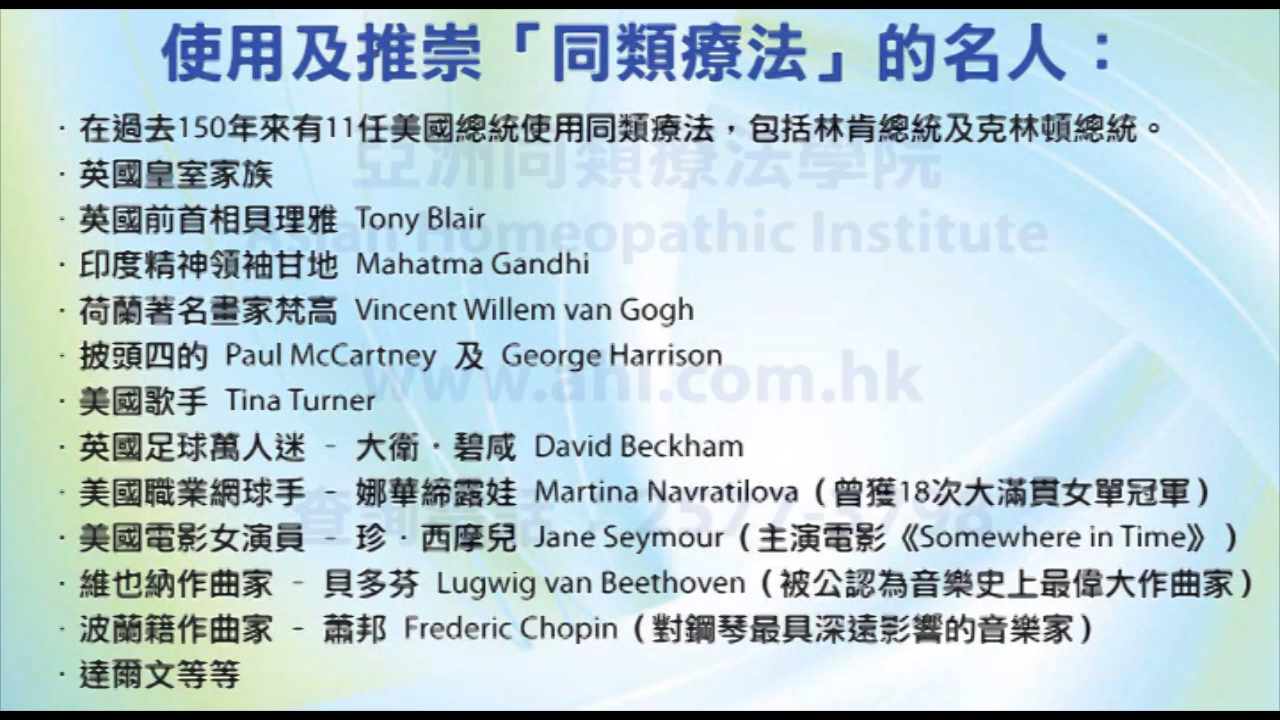 使用及推崇「同類療法」的名人：
· 在過去150年來有11任美國總統使用同類療法，包括林肯總統及克林頓總統。
亞洲同類療法學院
· 英國皇室家族
· 英國前首相貝理雅 Tony Blair
Asian Homeopathic Institute
· 印度精神領袖甘地 Mahatma Gandhi
· 荷蘭著名畫家梵高 Vincent Willem van Gogh
· 披頭四的 Paul McCartney 及 George Harrison
www.ahi.com.hk
· 美國歌手 Tina Turner
· 英國足球萬人迷 - 大衛·碧咸 David Beckham
· 美國職業網球手 - 娜華締露娃 Martina Navratilova（曾獲18次大滿貫女單冠軍）
· 美國電影女演員 - 珍·西摩兒 Jane Seymour（主演電影《Somewhere in Time》）
· 維也納作曲家 - 貝多芬 Lugwig van Beethoven（被公認為音樂史上最偉大作曲家）
· 波蘭籍作曲家 - 蕭邦 Frederic Chopin（對鋼琴最具深遠影響的音樂家）
· 達爾文等等